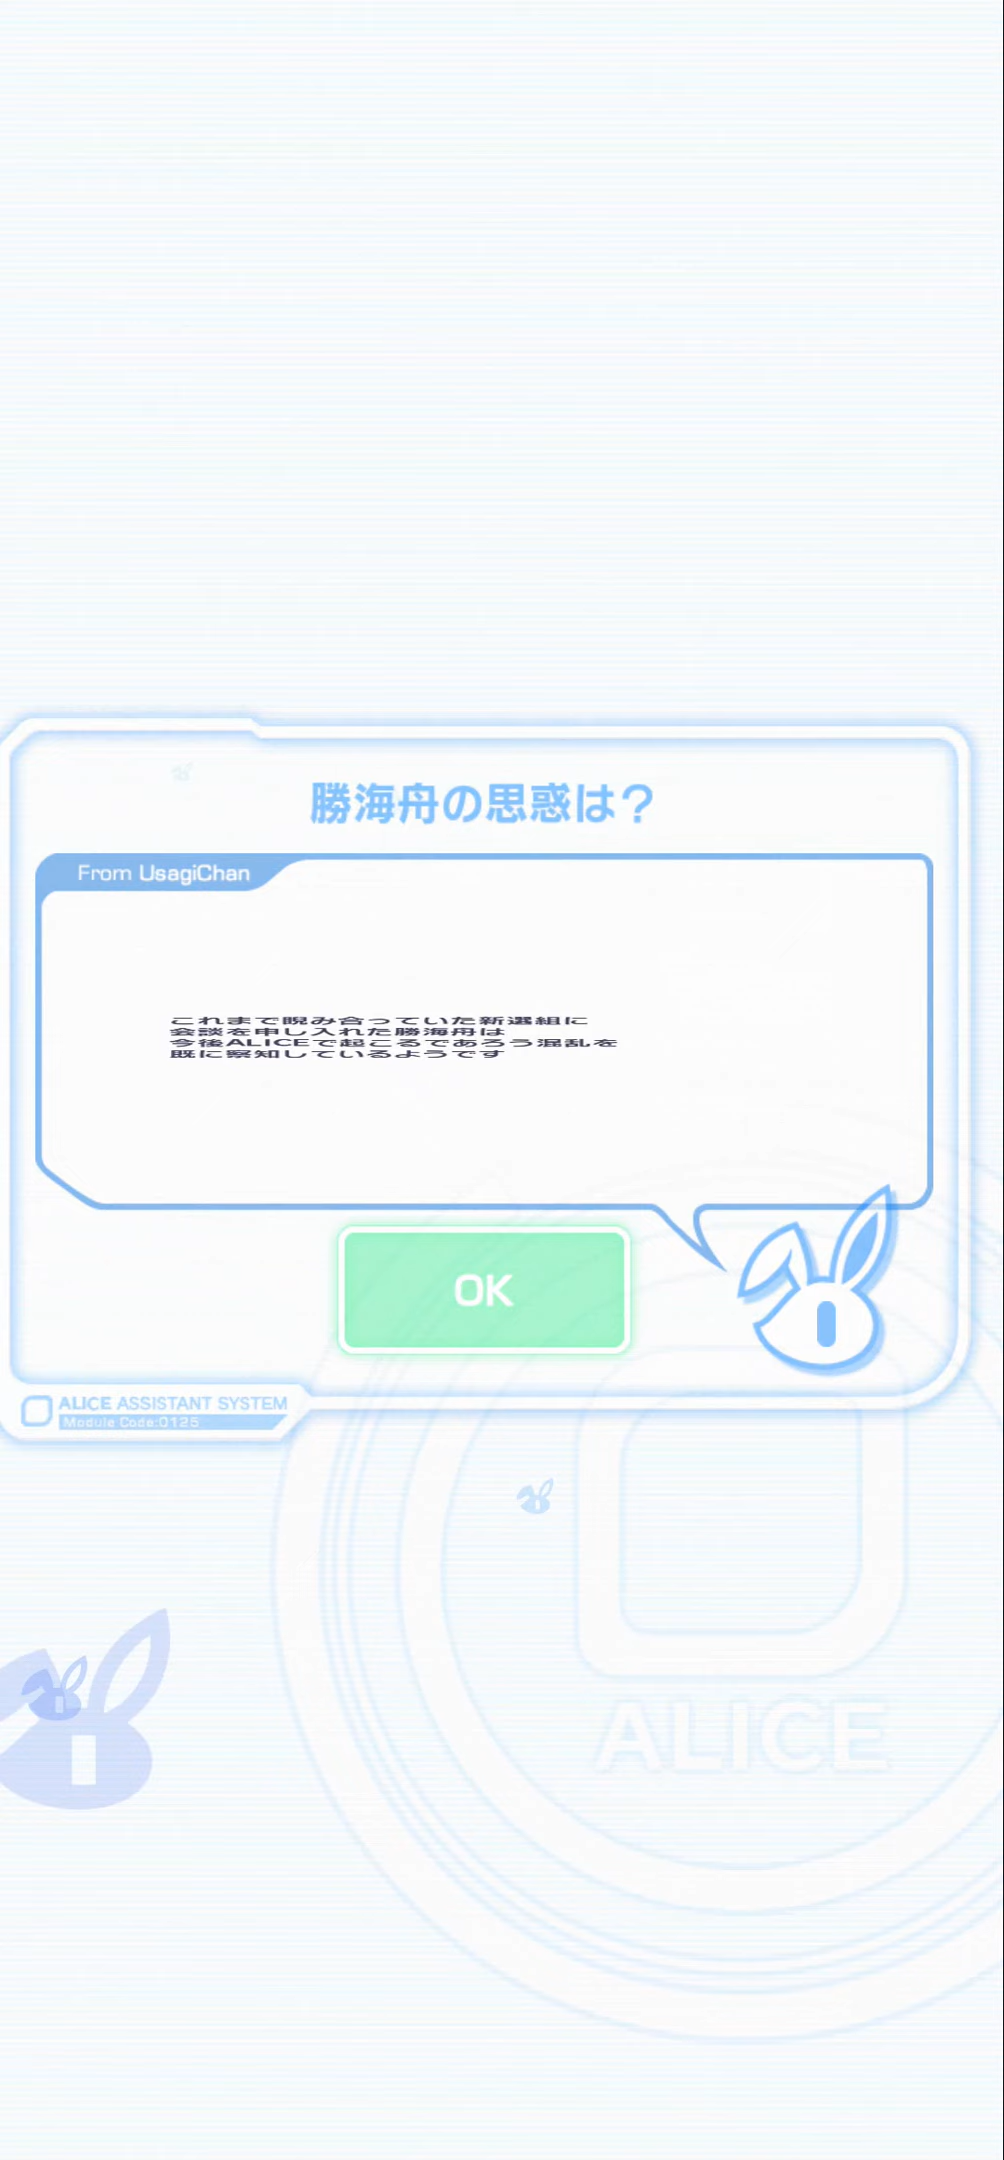 勝海舟の思惑は？
From UsagiChan
これまで睨み合っていた新選組に
会談を申し入れた勝海舟は
今後ALICEで起こるであろう混乱を
既に察知しているようです
OK
ALICE ASSISTANT SYSTEM
Module Code:0125
ALICE